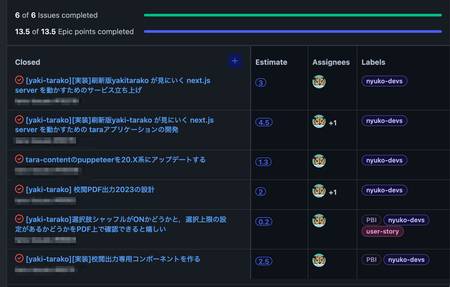 6 of 6 Issues completed
13.5 of 13.5 Epic points completed
Closed
+
Estimate
Assignees
Labels
[yaki-tarako][実装]刷新版yakitarako が見にいく next.js
server を動かすためのサービス立ち上げ
3
nyuko-devs
[yaki-tarako][実装]刷新版yaki-tarako が見にいく next.js
server を動かすための taraアプリケーションの開発
4.5
+1
nyuko-devs
tara-contentのpuppeteerを20.X系にアップデートする
1.3
nyuko-devs
[yaki-tarako] 校閲PDF出力2023の設計
2
+1
nyuko-devs
[yaki-tarako]選択肢シャッフルがONかどうかと、選択上限の設
定があるかどうかをPDF上で確認できると嬉しい
0.2
PBI
nyuko-devs
user-story
[yaki-tarako][実装]校閲出力専用コンポーネントを作る
2.5
PBI
nyuko-devs